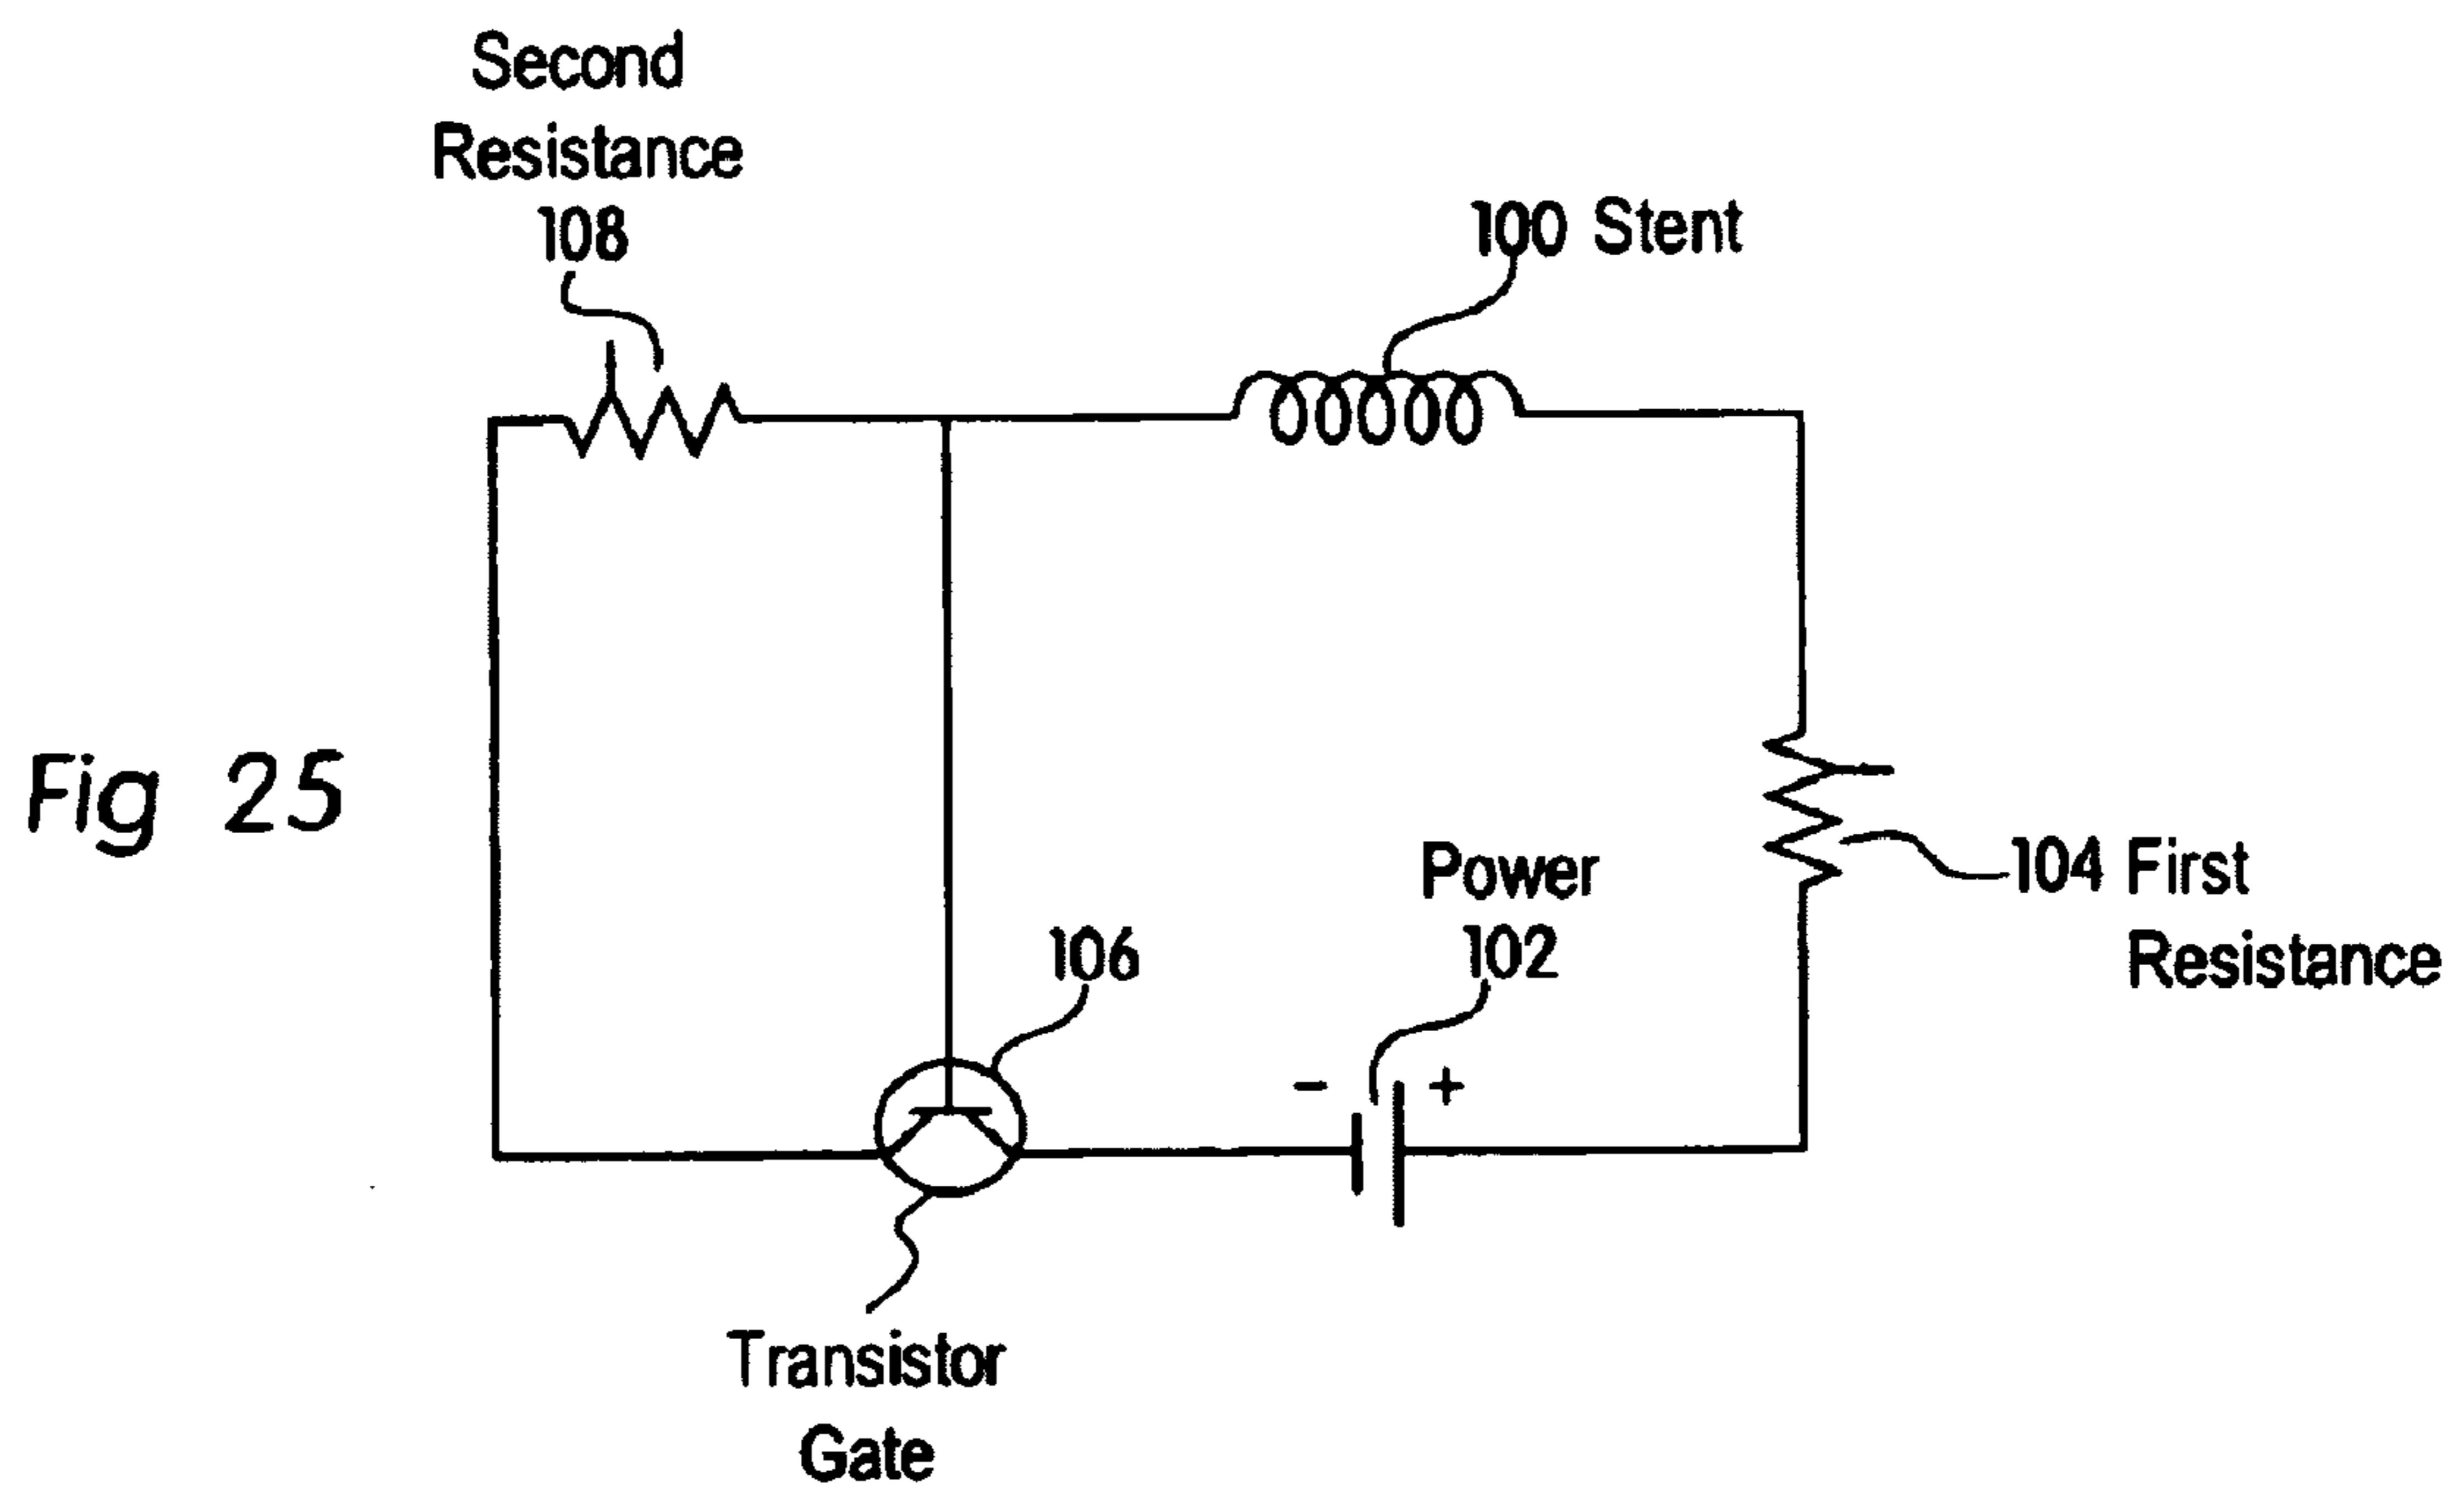 Second
Resistance
108
100 Stent
Fig 25
Power
102
104 First
Resistance
106
- +
Transistor
Gate